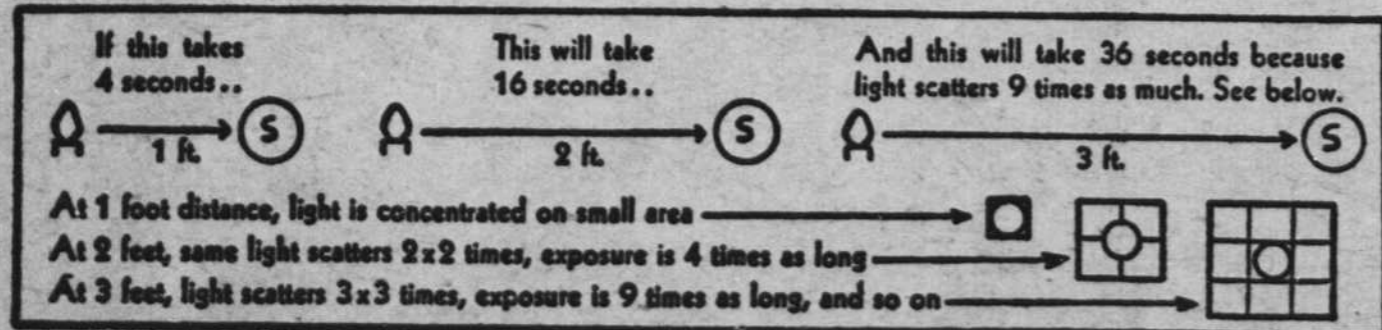 If this takes
4 seconds..
This will take
16 seconds..
And this will take 36 seconds because
light scatters 9 times as much. See below.
S
S
S
1 ft.
2 ft.
3 ft.
At 1 foot distance, light is concentrated on small area
At 2 feet, same light scatters 2x2 times, exposure is 4 times as long
At 3 feet, light scatters 3x3 times, exposure is 9 times as long, and so on